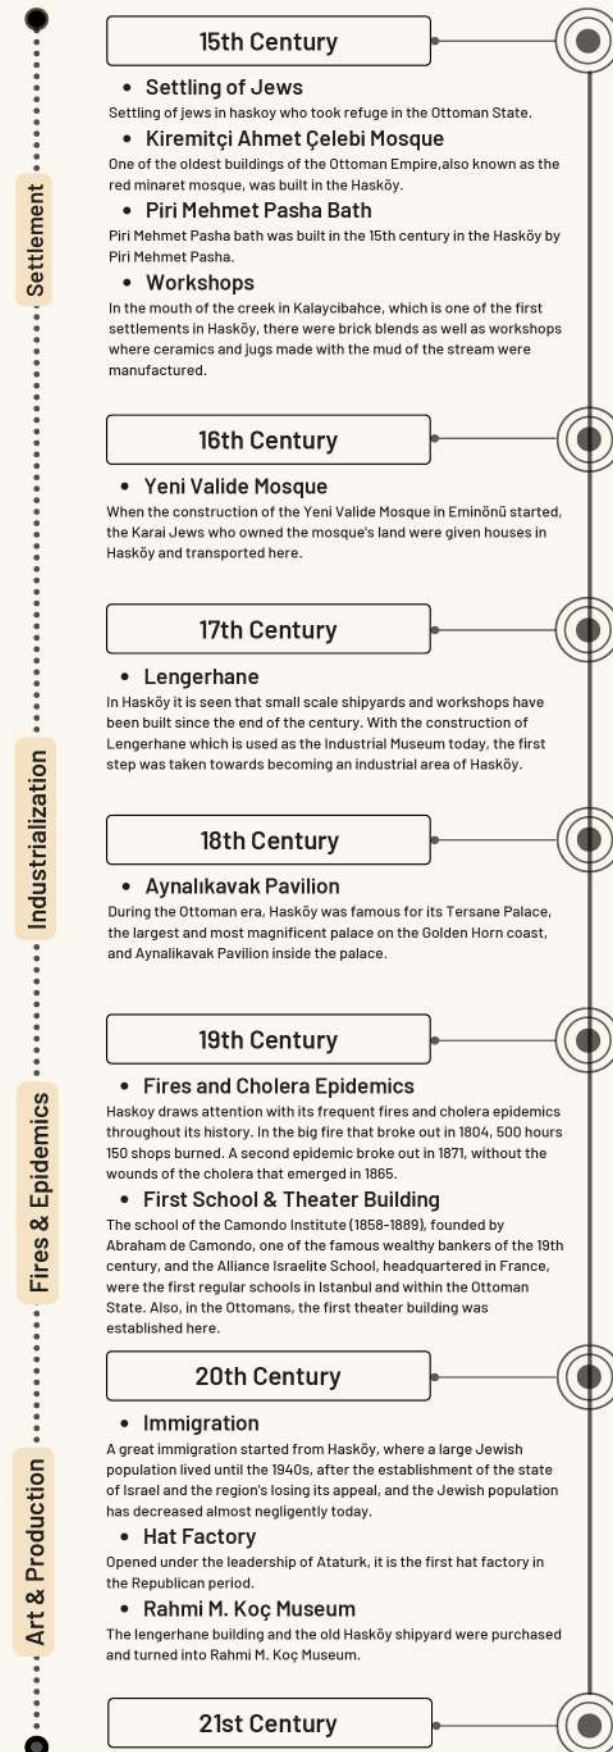 15th Century
• Settling of Jews
Settling of jews in haskoy who took refuge in the Ottoman State.
• Kiremitçi Ahmet Çelebi Mosque
One of the oldest buildings of the Ottoman Empire,also known as the
red minaret mosque, was built in the Hasköy.
• Piri Mehmet Pasha Bath
Piri Mehmet Pasha bath was built in the 15th century in the Hasköy by
Piri Mehmet Pasha.
• Workshops
In the mouth of the creek in Kalaycibahce, which is one of the first
settlements in Hasköy, there were brick blends as well as workshops
where ceramics and jugs made with the mud of the stream were
manufactured.
Settlement
16th Century
• Yeni Valide Mosque
When the construction of the Yeni Valide Mosque in Eminönü started,
the Karai Jews who owned the mosque's land were given houses in
Hasköy and transported here.
17th Century
• Lengerhane
In Hasköy it is seen that small scale shipyards and workshops have
been built since the end of the century. With the construction of
Lengerhane which is used as the Industrial Museum today, the first
step was taken towards becoming an industrial area of Hasköy.
Industrialization
18th Century
• Aynalıkavak Pavilion
During the Ottoman era, Hasköy was famous for its Tersane Palace,
the largest and most magnificent palace on the Golden Horn coast,
and Aynalikavak Pavilion inside the palace.
19th Century
• Fires and Cholera Epidemics
Haskoy draws attention with its frequent fires and cholera epidemics
throughout its history. In the big fire that broke out in 1804, 500 hours
150 shops burned. A second epidemic broke out in 1871, without the
wounds of the cholera that emerged in 1865.
• First School & Theater Building
The school of the Camondo Institute (1858-1889), founded by
Abraham de Camondo, one of the famous wealthy bankers of the 19th
century, and the Alliance Israelite School, headquartered in France,
were the first regular schools in Istanbul and within the Ottoman
State. Also, in the Ottomans, the first theater building was
established here.
Fires & Epidemics
20th Century
• Immigration
A great immigration started from Hasköy, where a large Jewish
population lived until the 1940s, after the establishment of the state
of Israel and the region's losing its appeal, and the Jewish population
has decreased almost negligently today.
• Hat Factory
Opened under the leadership of Ataturk, it is the first hat factory in
the Republican period.
• Rahmi M. Koç Museum
The lengerhane building and the old Hasköy shipyard were purchased
and turned into Rahmi M. Koç Museum.
Art & Production
21st Century